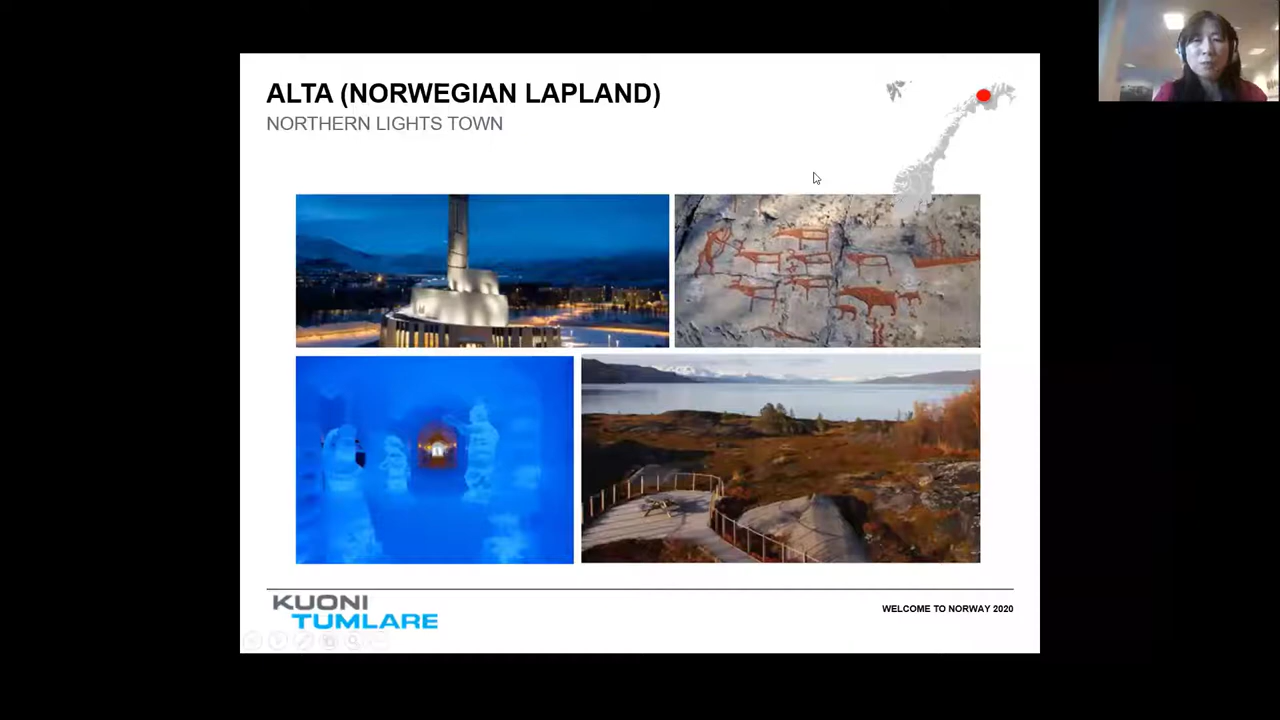 ALTA (NORWEGIAN LAPLAND)
NORTHERN LIGHTS TOWN
KUONI
TUMLARE
WELCOME TO NORWAY 2020